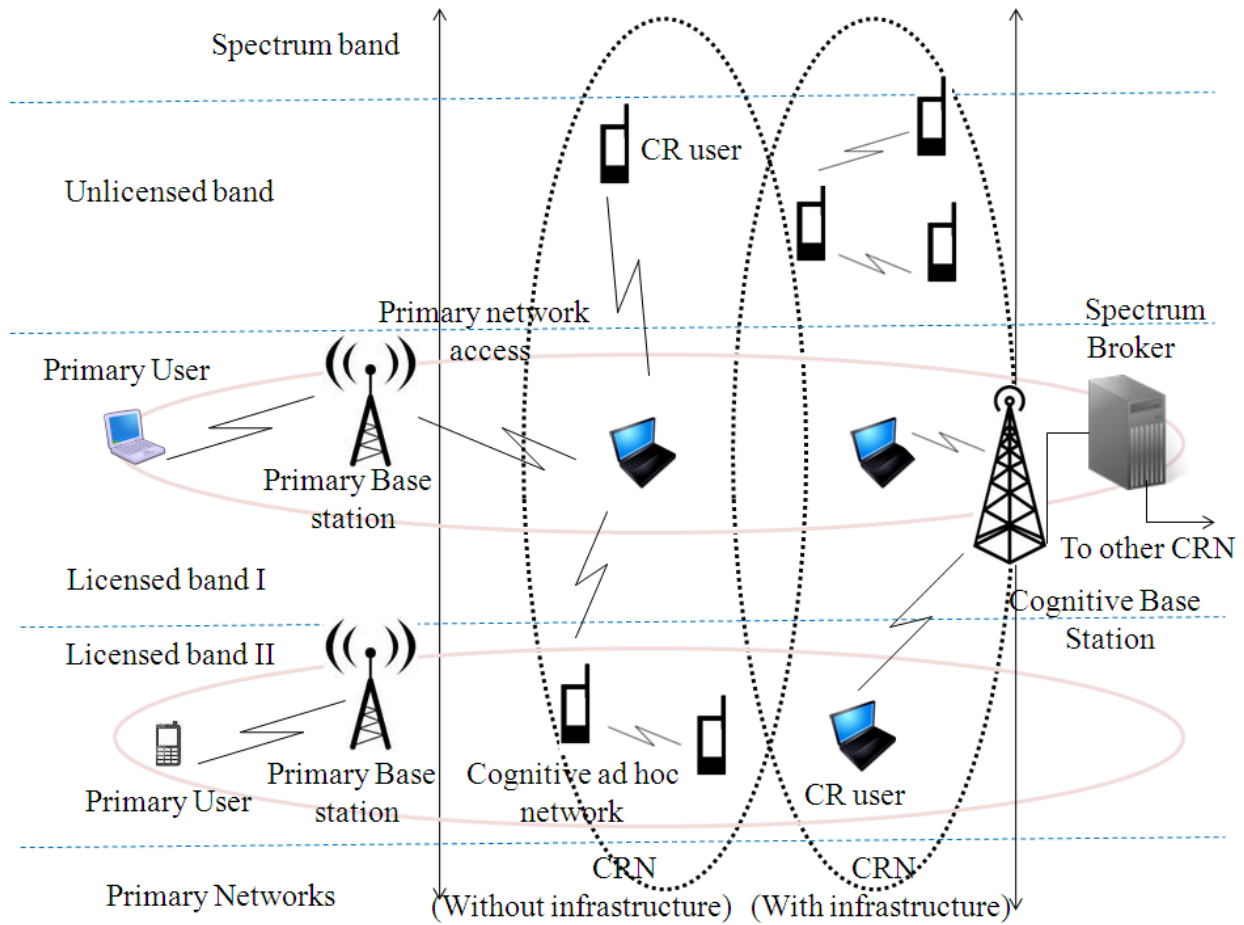 Spectrum band
CR user
Unlicensed band
Primary network
access
Spectrum
Broker
Primary User
Primary Base
station
To other CRN
Licensed band I
Cognitive Base
Station
Licensed band II
Primary User
Primary Base
station
Cognitive ad hoc
network
CR user
Primary Networks
CRN
(Without infrastructure)
CRN
(With infrastructure)